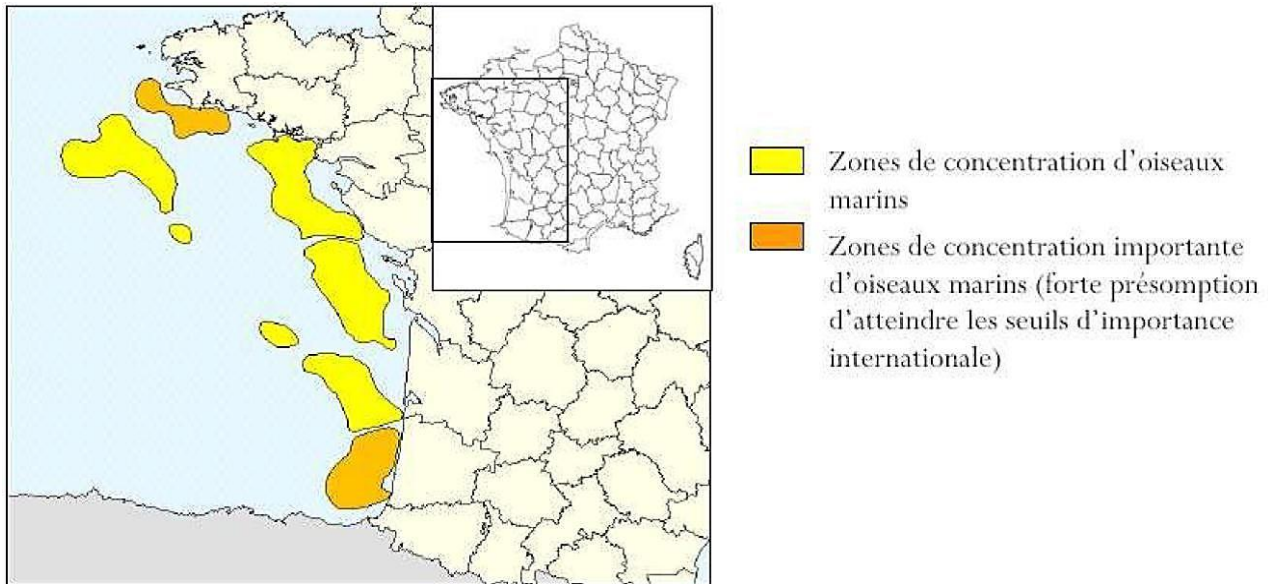 Zones de concentration d'oiseaux
marins
Zones de concentration importante
d'oiseaux marins (forte présomption
d'atteindre les seuils d'importance
internationale)